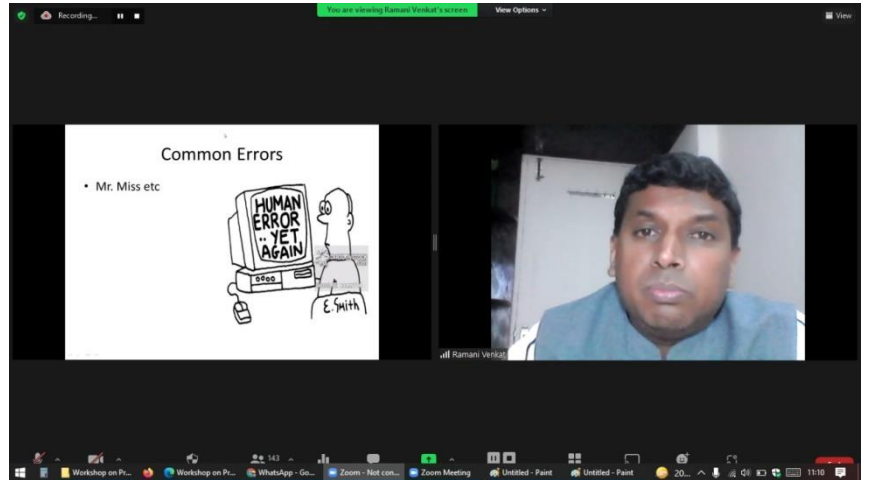 Recording...
You are viewing Ramani Venkat's screen
View Options
View
Common Errors
• Mr. Miss etc
HUMAN
ERROR
.. YET
AGAIN
E. Smith
Ramani Venkat
143
Workshop on Pr...
Workshop on Pr...
WhatsApp - Go...
Zoom - Not con...
Zoom Meeting
Untitled - Paint
Untitled - Paint
20...
11:10